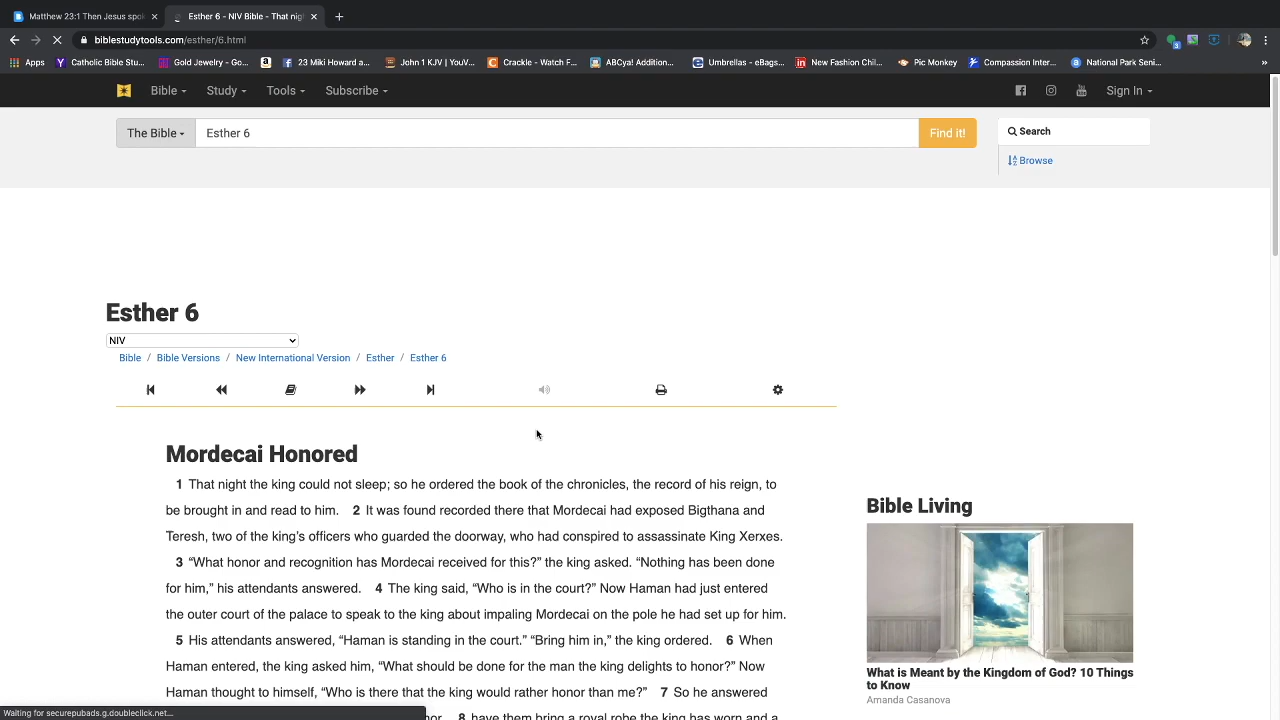 Matthew 23:1 Then Jesus spok
Esther 6 - NIV Bible - That nig
biblestudytools.com/esther/6.html
Apps
Catholic Bible Stu...
Gold Jewelry - Go...
23 Miki Howard a...
John 1 KJV | YouV...
Crackle - Watch F...
ABCya! Addition...
Umbrellas - eBags...
New Fashion Chil...
Pic Monkey
Compassion Inter...
National Park Seni...
»
Bible
Study
Tools
Subscribe
Sign In
The Bible
Esther 6
Find it!
Search
Browse
Esther 6
NIV
Bible / Bible Versions / New International Version / Esther / Esther 6
Mordecai Honored
1 That night the king could not sleep; so he ordered the book of the chronicles, the record of his reign, to
be brought in and read to him. 2 It was found recorded there that Mordecai had exposed Bigthana and
Teresh, two of the king's officers who guarded the doorway, who had conspired to assassinate King Xerxes.
3 “What honor and recognition has Mordecai received for this?” the king asked. “Nothing has been done
for him,” his attendants answered. 4 The king said, “Who is in the court?” Now Haman had just entered
the outer court of the palace to speak to the king about impaling Mordecai on the pole he had set up for him.
5 His attendants answered, “Haman is standing in the court.” “Bring him in,” the king ordered. 6 When
Haman entered, the king asked him, “What should be done for the man the king delights to honor?” Now
Haman thought to himself, “Who is there that the king would rather honor than me?” 7 So he answered
8 have them bring a royal robe the king has worn and a
Bible Living
What is Meant by the Kingdom of God? 10 Things
to Know
Amanda Casanova
Waiting for securepubads.g.doubleclick.net...